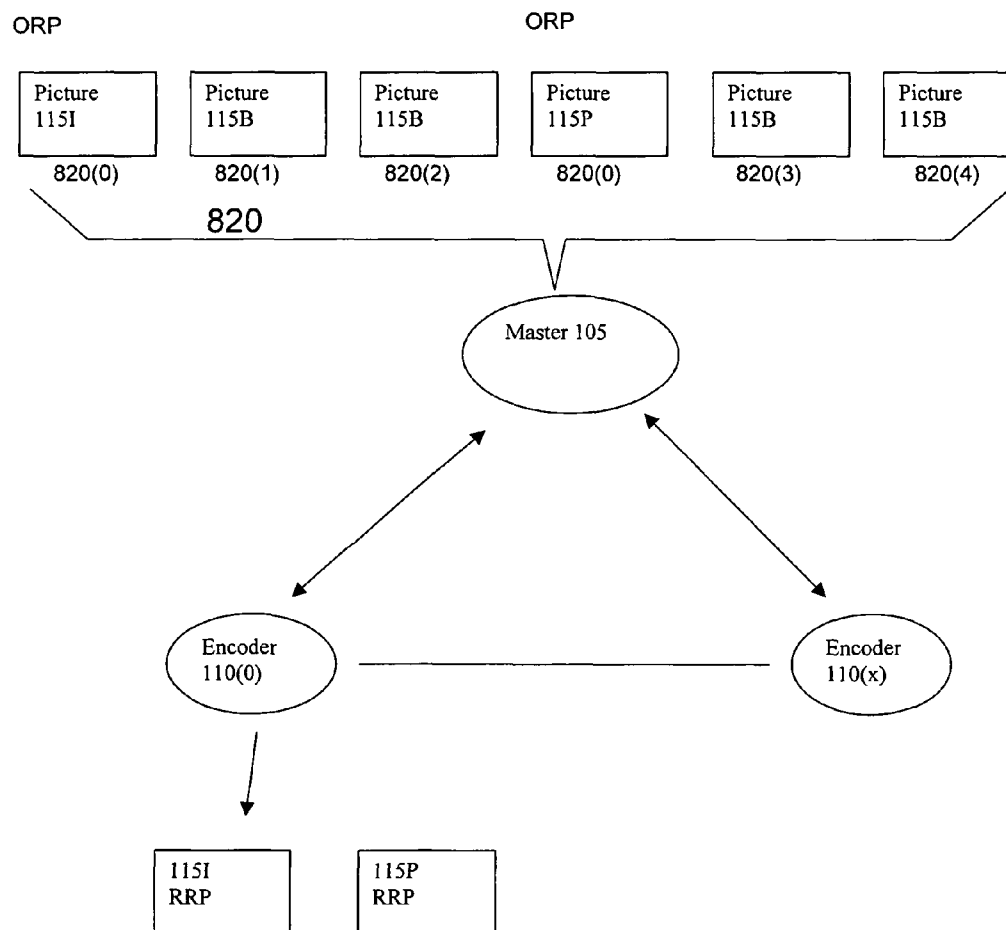 ORP ORP
Picture Picture Picture Picture Picture Picture
115I 115B 115B 115P 115B 115B
820(0) 820(1) 820(2) 820(0) 820(3) 820(4)
820
Master 105
Encoder Encoder
110(0) 110(x)
115I 115P
RRP RRP